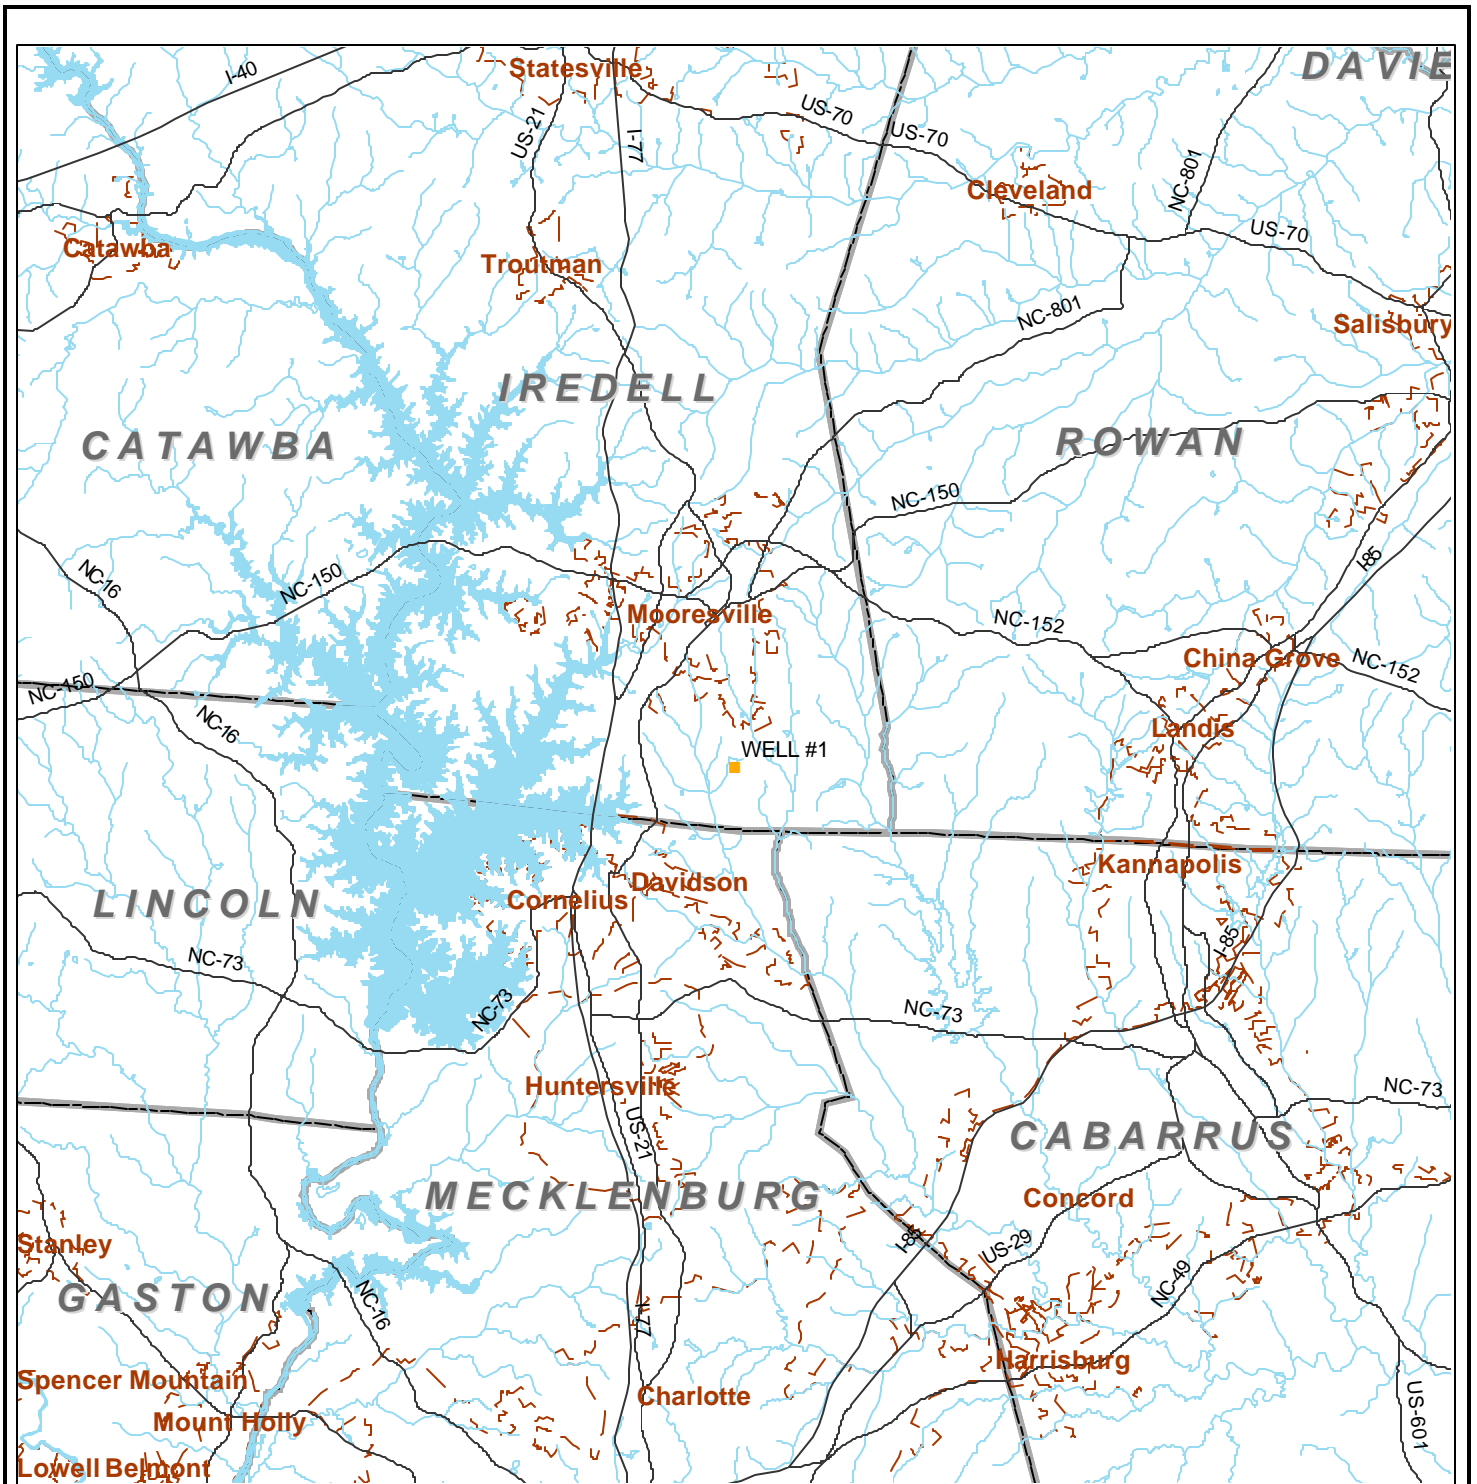 DAVIE
I-40
Statesville
US-70
US-70
US-21
I-77
Cleveland
NC-801
US-70
Catawba
Troutman
NC-801
Salisbury
IREDELL
CATAWBA
ROWAN
NC-150
NC-16
NC-150
I-85
Mooresville
NC-152
China Grove
NC-152
NC-150
NC-16
Landis
WELL #1
Kannapolis
Davidson
Cornelius
LINCOLN
I-85
NC-73
NC-73
NC-73
Huntersville
NC-73
US-21
CABARRUS
MECKLENBURG
Concord
Stanley
I-85
US-29
NC-49
GASTON
NC-16
I-77
Harrisburg
Spencer Mountain
Charlotte
US-601
Mount Holly
Lowell Belmont